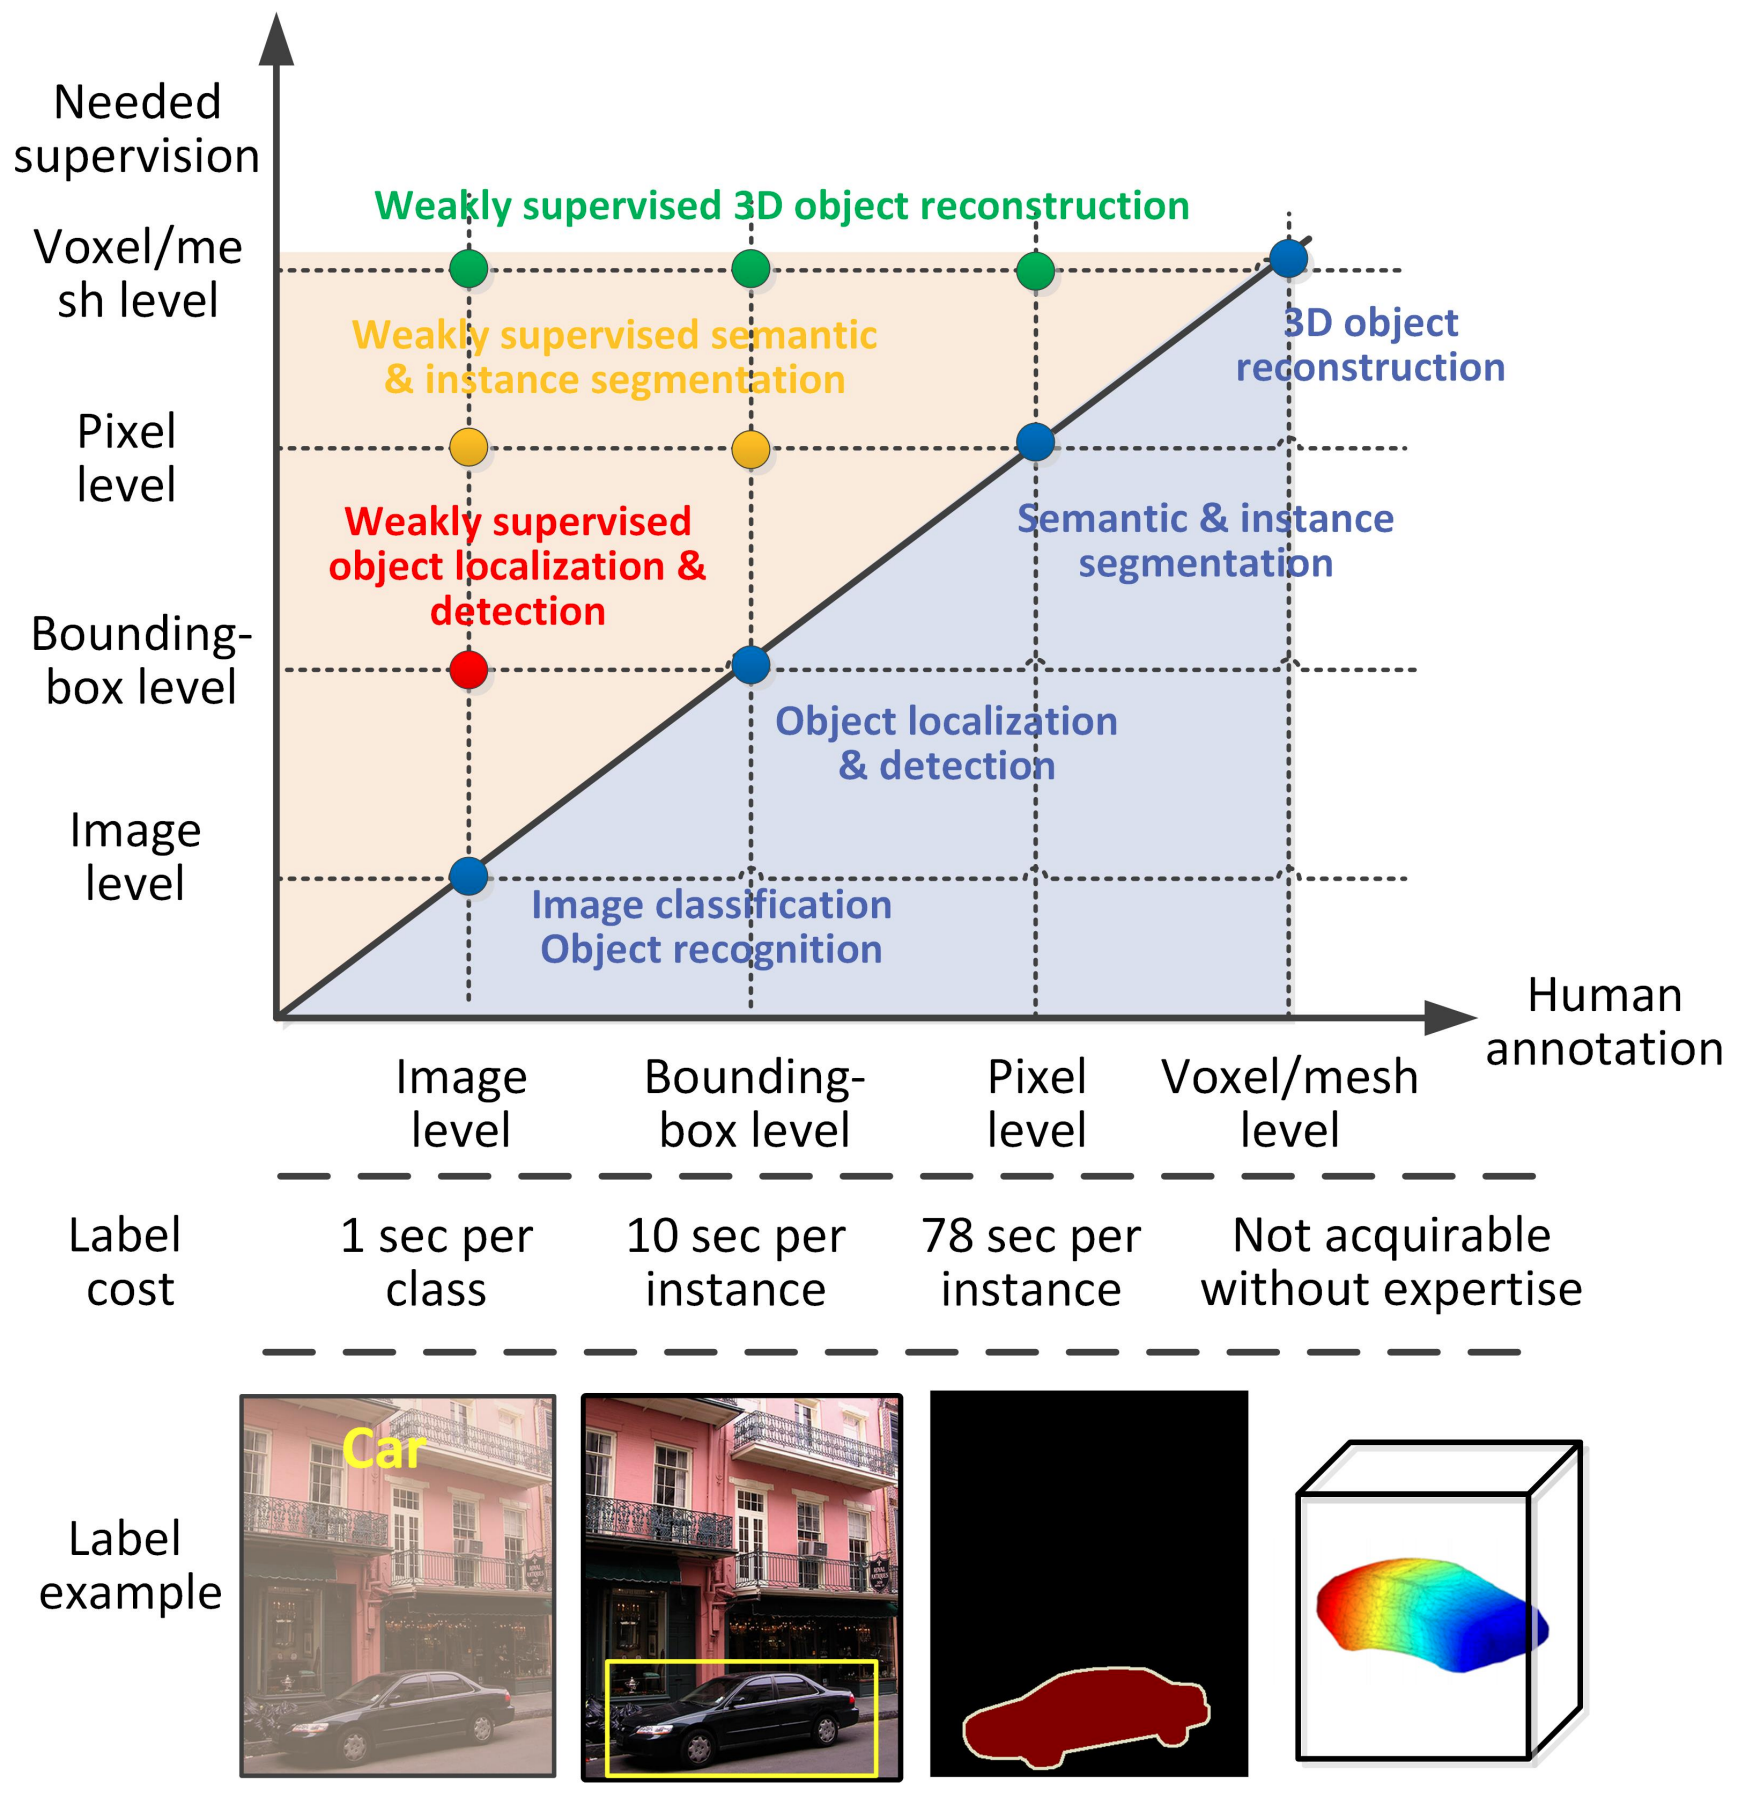 Needed
supervision
Weakly supervised 3D object reconstruction
Voxel/me
sh level
Weakly supervised semantic
& instance segmentation
3D object
reconstruction
Pixel
level
Weakly supervised
object localization &
detection
Semantic & instance
segmentation
Bounding-
box level
Object localization
& detection
Image
level
Image classification
Object recognition
Human
annotation
Image
level
Bounding-
box level
Pixel
level
Voxel/mesh
level
Label
cost
1 sec per
class
10 sec per
instance
78 sec per
instance
Not acquirable
without expertise
Label
example
Car